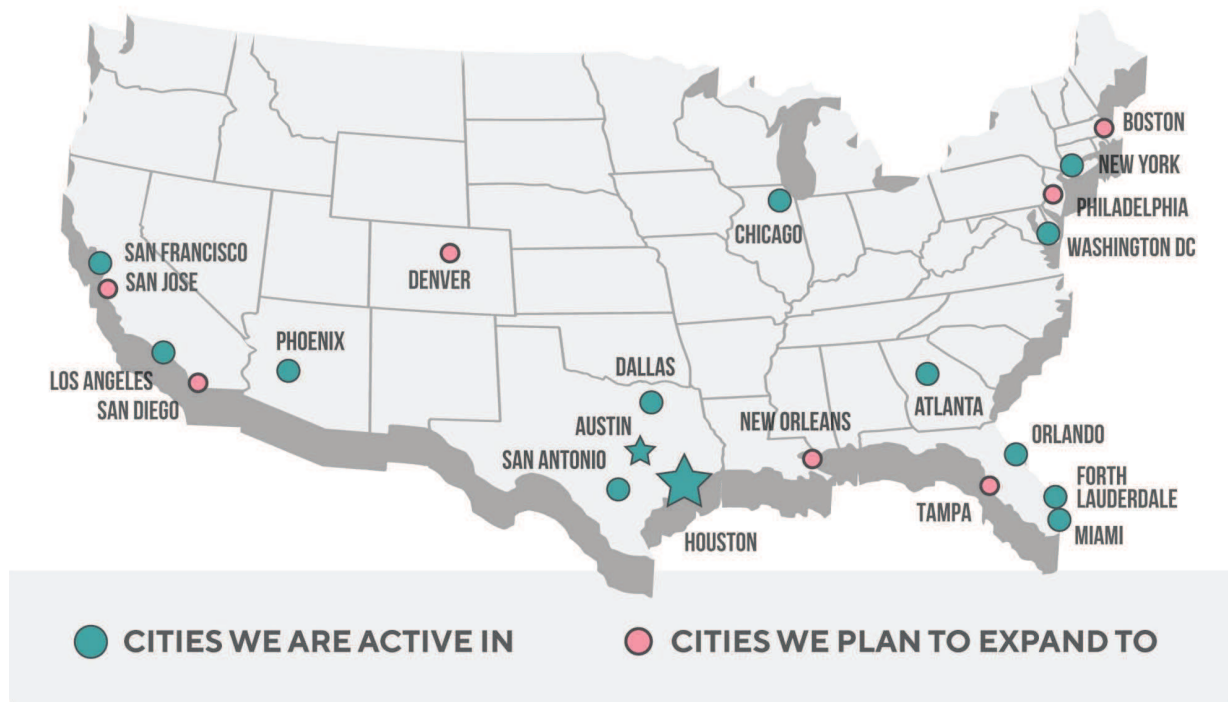 BOSTON
NEW YORK
PHILADELPHIA
CHICAGO
WASHINGTON DC
SAN FRANCISCO
SAN JOSE
DENVER
PHOENIX
DALLAS
LOS ANGELES
SAN DIEGO
ATLANTA
NEW ORLEANS
AUSTIN
ORLANDO
SAN ANTONIO
FORTH
LAUDERDALE
TAMPA
MIAMI
HOUSTON
CITIES WE ARE ACTIVE IN
CITIES WE PLAN TO EXPAND TO